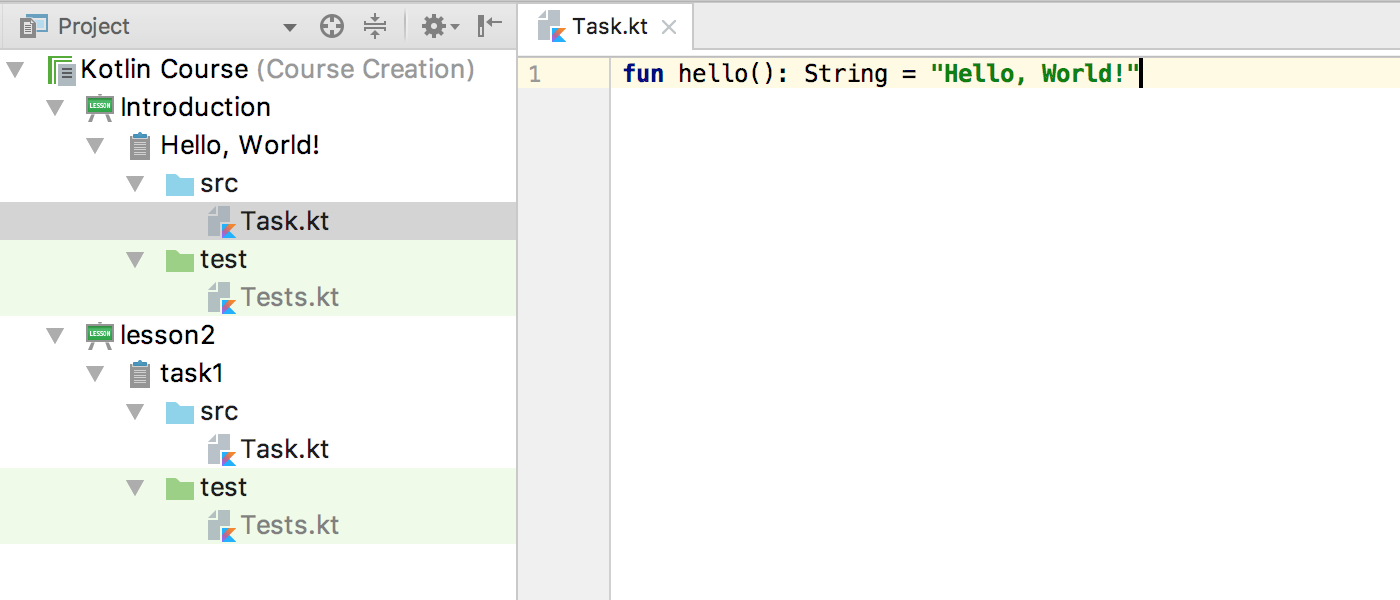 Project
Task.kt
Kotlin Course (Course Creation)
LESSON Introduction
Hello, World!
src
Task.kt
test
Tests.kt
LESSON lesson2
task1
src
Task.kt
test
Tests.kt
1 fun hello(): String = "Hello, World!"